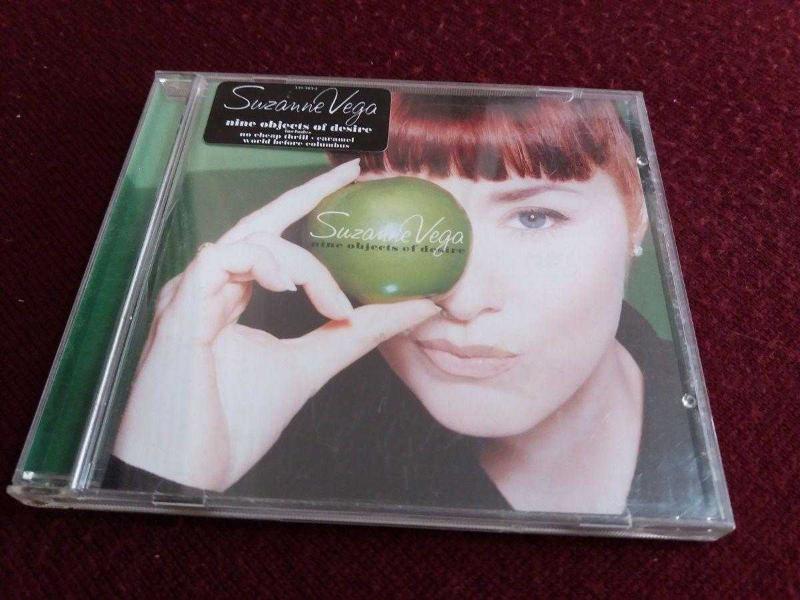 Suzanne Vega
nine objects of desire
includes
no cheap thrill • caramel
world before columbus
Suzanne Vega
nine objects of desire